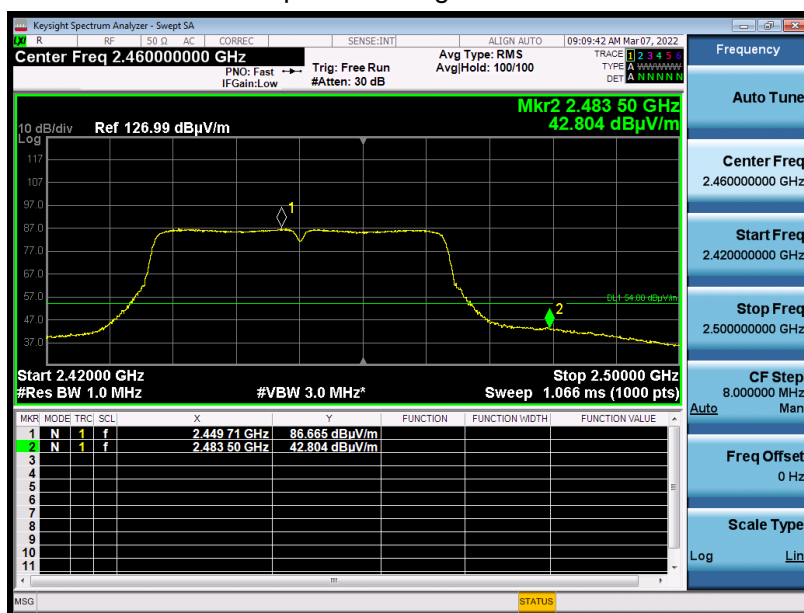 Keysight Spectrum Analyzer - Swept SA
LXI R RF 50 Ω AC CORREC SENSE:INT ALIGN AUTO 09:09:42 AM Mar 07, 2022
Center Freq 2.460000000 GHz
PNO: Fast
IFGain:Low
Trig: Free Run
#Atten: 30 dB
Avg Type: RMS
Avg|Hold: 100/100
TRACE 1 2 3 4 5 6
TYPE A WWWWW
DET A N N N N N
Mkr2 2.483 50 GHz
42.804 dBµV/m
10 dB/div Ref 126.99 dBµV/m
Log
117
107
97.0
87.0
77.0
67.0
57.0
47.0
37.0
1
2
DL1 54.00 dBµV/m
Start 2.42000 GHz Stop 2.50000 GHz
#Res BW 1.0 MHz #VBW 3.0 MHz* Sweep 1.066 ms (1000 pts)
MKR MODE TRC SCL X Y FUNCTION FUNCTION WIDTH FUNCTION VALUE
1 N 1 f 2.449 71 GHz 86.665 dBµV/m
2 N 1 f 2.483 50 GHz 42.804 dBµV/m
3
4
5
6
7
8
9
10
11
MSG STATUS
Frequency
Auto Tune
Center Freq
2.460000000 GHz
Start Freq
2.420000000 GHz
Stop Freq
2.500000000 GHz
CF Step
8.000000 MHz
Auto Man
Freq Offset
0 Hz
Scale Type
Log Lin